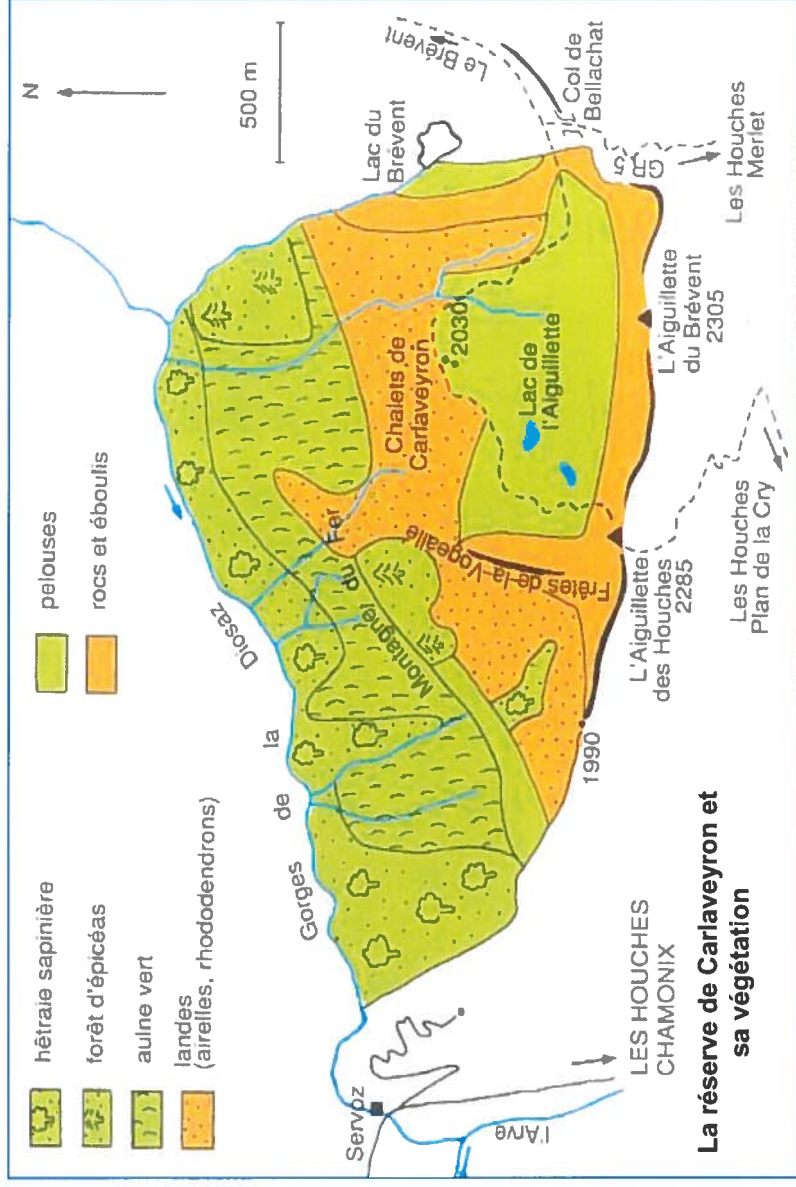 hêtraie sapinière
forêt d'épicéas
aulne vert
landes
(airelles, rhododendrons)
pelouses
rocs et éboulis
N
500 m
Gorges
de
la
Diosaz
Servoz
l'Arve
LES HOUCHES
CHAMONIX
Montagne du Fer
Frêtes-de-la-Vogealle
Chalets de
Carlaveyron
2030
Lac de
l'Aiguillette
Lac du
Brévent
Le Brévent
Col de
Bellachat
GR 5
Les Houches
Merlet
L'Aiguillette
du Brévent
2305
L'Aiguillette
des Houches
2285
Les Houches
Plan de la Cry
1990
La réserve de Carlaveyron et
sa végétation